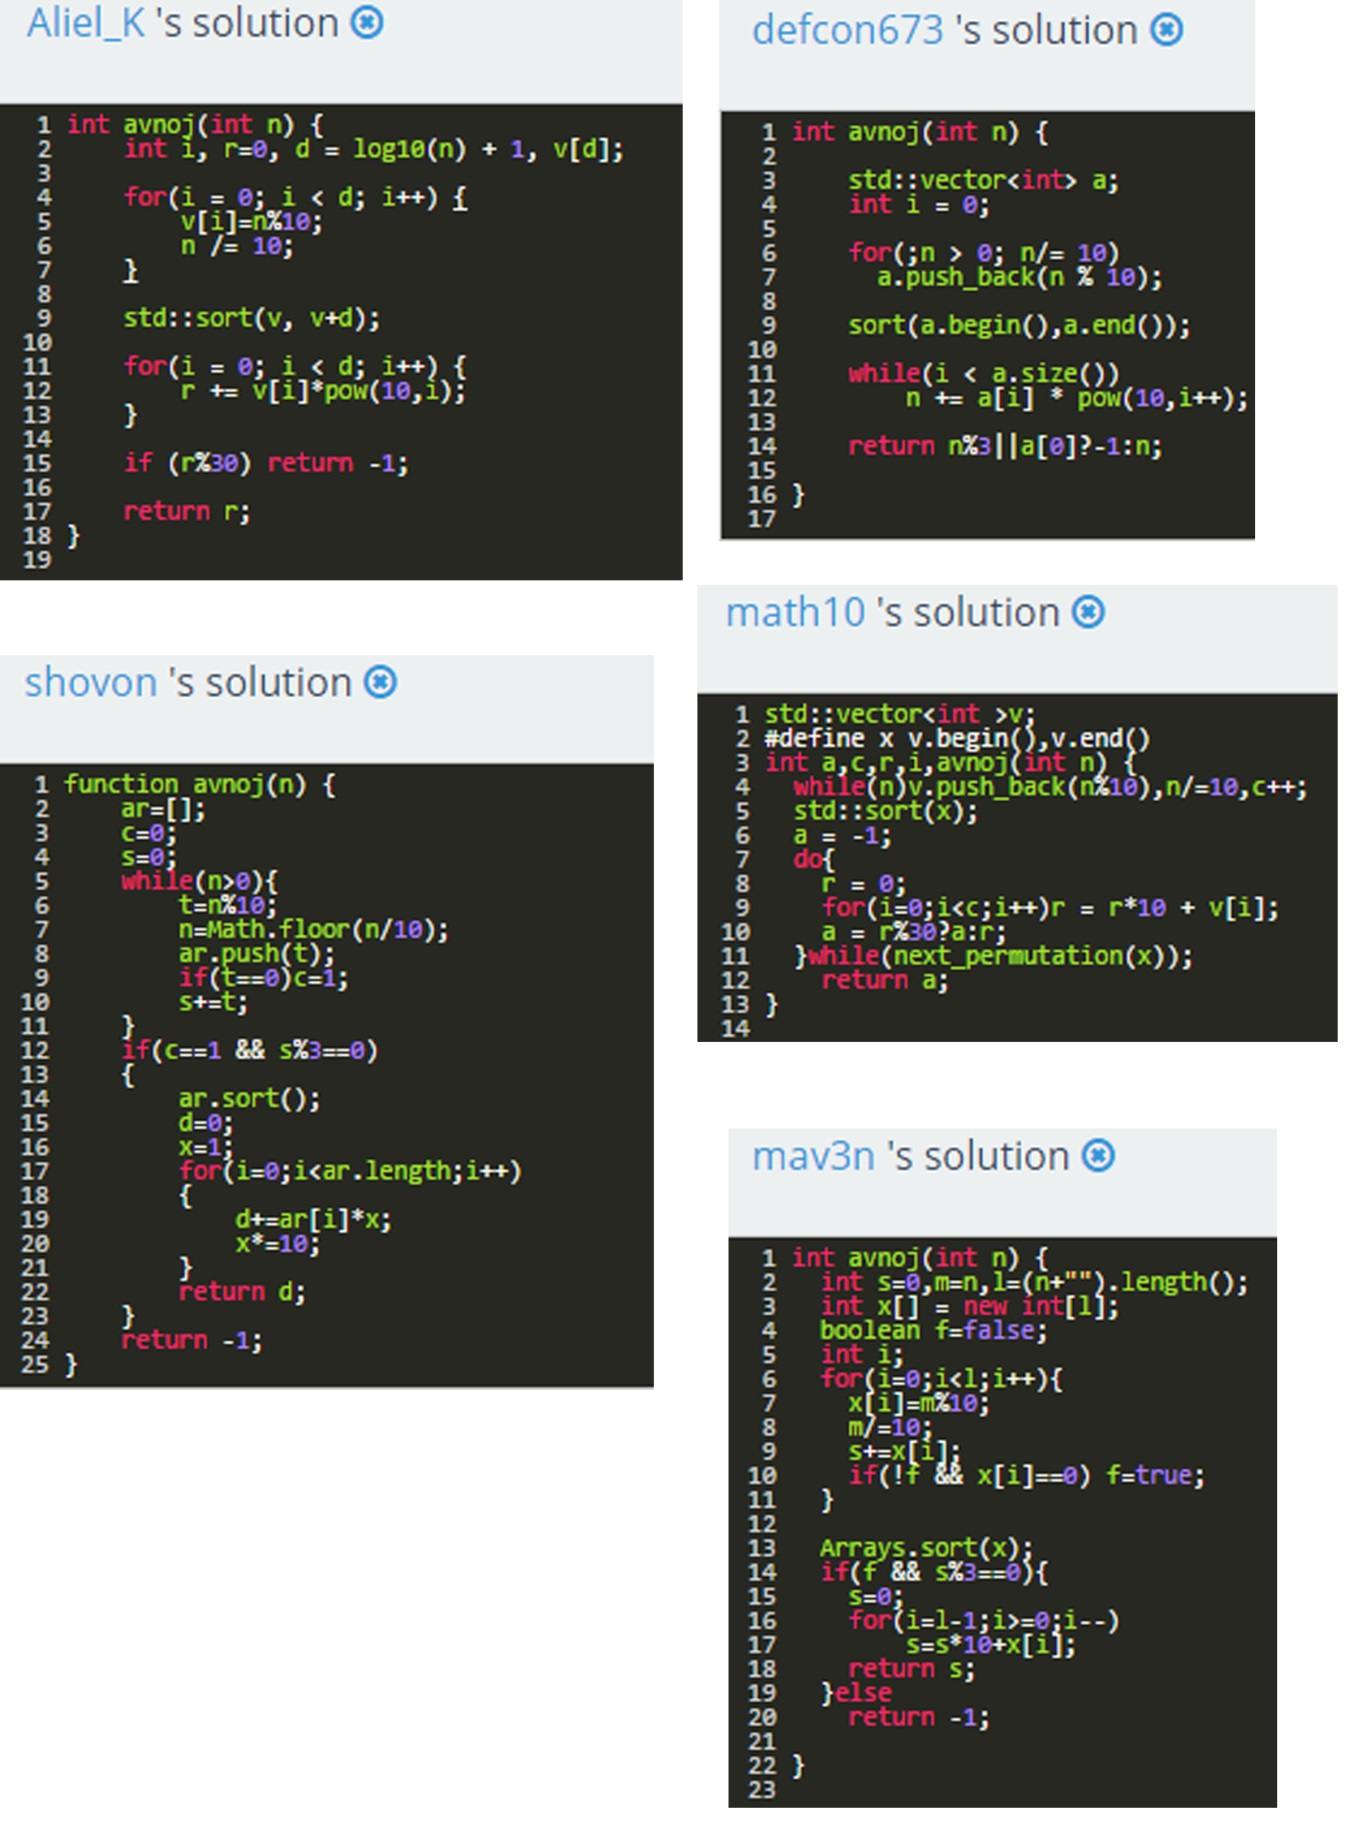 Aliel_K 's solution
1 int avnoj(int n) {
2     int i, r=0, d = log10(n) + 1, v[d];
3
4     for(i = 0; i < d; i++) {
5         v[i]=n%10;
6         n /= 10;
7     }
8
9     std::sort(v, v+d);
10
11     for(i = 0; i < d; i++) {
12         r += v[i]*pow(10,i);
13     }
14
15     if (r%30) return -1;
16
17     return r;
18 }
19
defcon673 's solution
1 int avnoj(int n) {
2
3     std::vector<int> a;
4     int i = 0;
5
6     for(;n > 0; n/= 10)
7       a.push_back(n % 10);
8
9     sort(a.begin(),a.end());
10
11     while(i < a.size())
12         n += a[i] * pow(10,i++);
13
14     return n%3||a[0]?-1:n;
15
16 }
17
shovon 's solution
1 function avnoj(n) {
2     ar=[];
3     c=0;
4     s=0;
5     while(n>0){
6         t=n%10;
7         n=Math.floor(n/10);
8         ar.push(t);
9         if(t==0)c=1;
10         s+=t;
11     }
12     if(c==1 && s%3==0)
13     {
14         ar.sort();
15         d=0;
16         x=1;
17         for(i=0;i<ar.length;i++)
18         {
19             d+=ar[i]*x;
20             x*=10;
21         }
22         return d;
23     }
24     return -1;
25 }
math10 's solution
1 std::vector<int >v;
2 #define x v.begin(),v.end()
3 int a,c,r,i,avnoj(int n) {
4   while(n)v.push_back(n%10),n/=10,c++;
5   std::sort(x);
6   a = -1;
7   do{
8     r = 0;
9     for(i=0;i<c;i++)r = r*10 + v[i];
10     a = r%30?a:r;
11   }while(next_permutation(x));
12     return a;
13 }
14
mav3n 's solution
1 int avnoj(int n) {
2   int s=0,m=n,l=(n+"").length();
3   int x[] = new int[l];
4   boolean f=false;
5   int i;
6   for(i=0;i<l;i++){
7     x[i]=m%10;
8     m/=10;
9     s+=x[i];
10     if(!f && x[i]==0) f=true;
11   }
12
13   Arrays.sort(x);
14   if(f && s%3==0){
15     s=0;
16     for(i=l-1;i>=0;i--)
17         s=s*10+x[i];
18     return s;
19   }else
20     return -1;
21
22 }
23